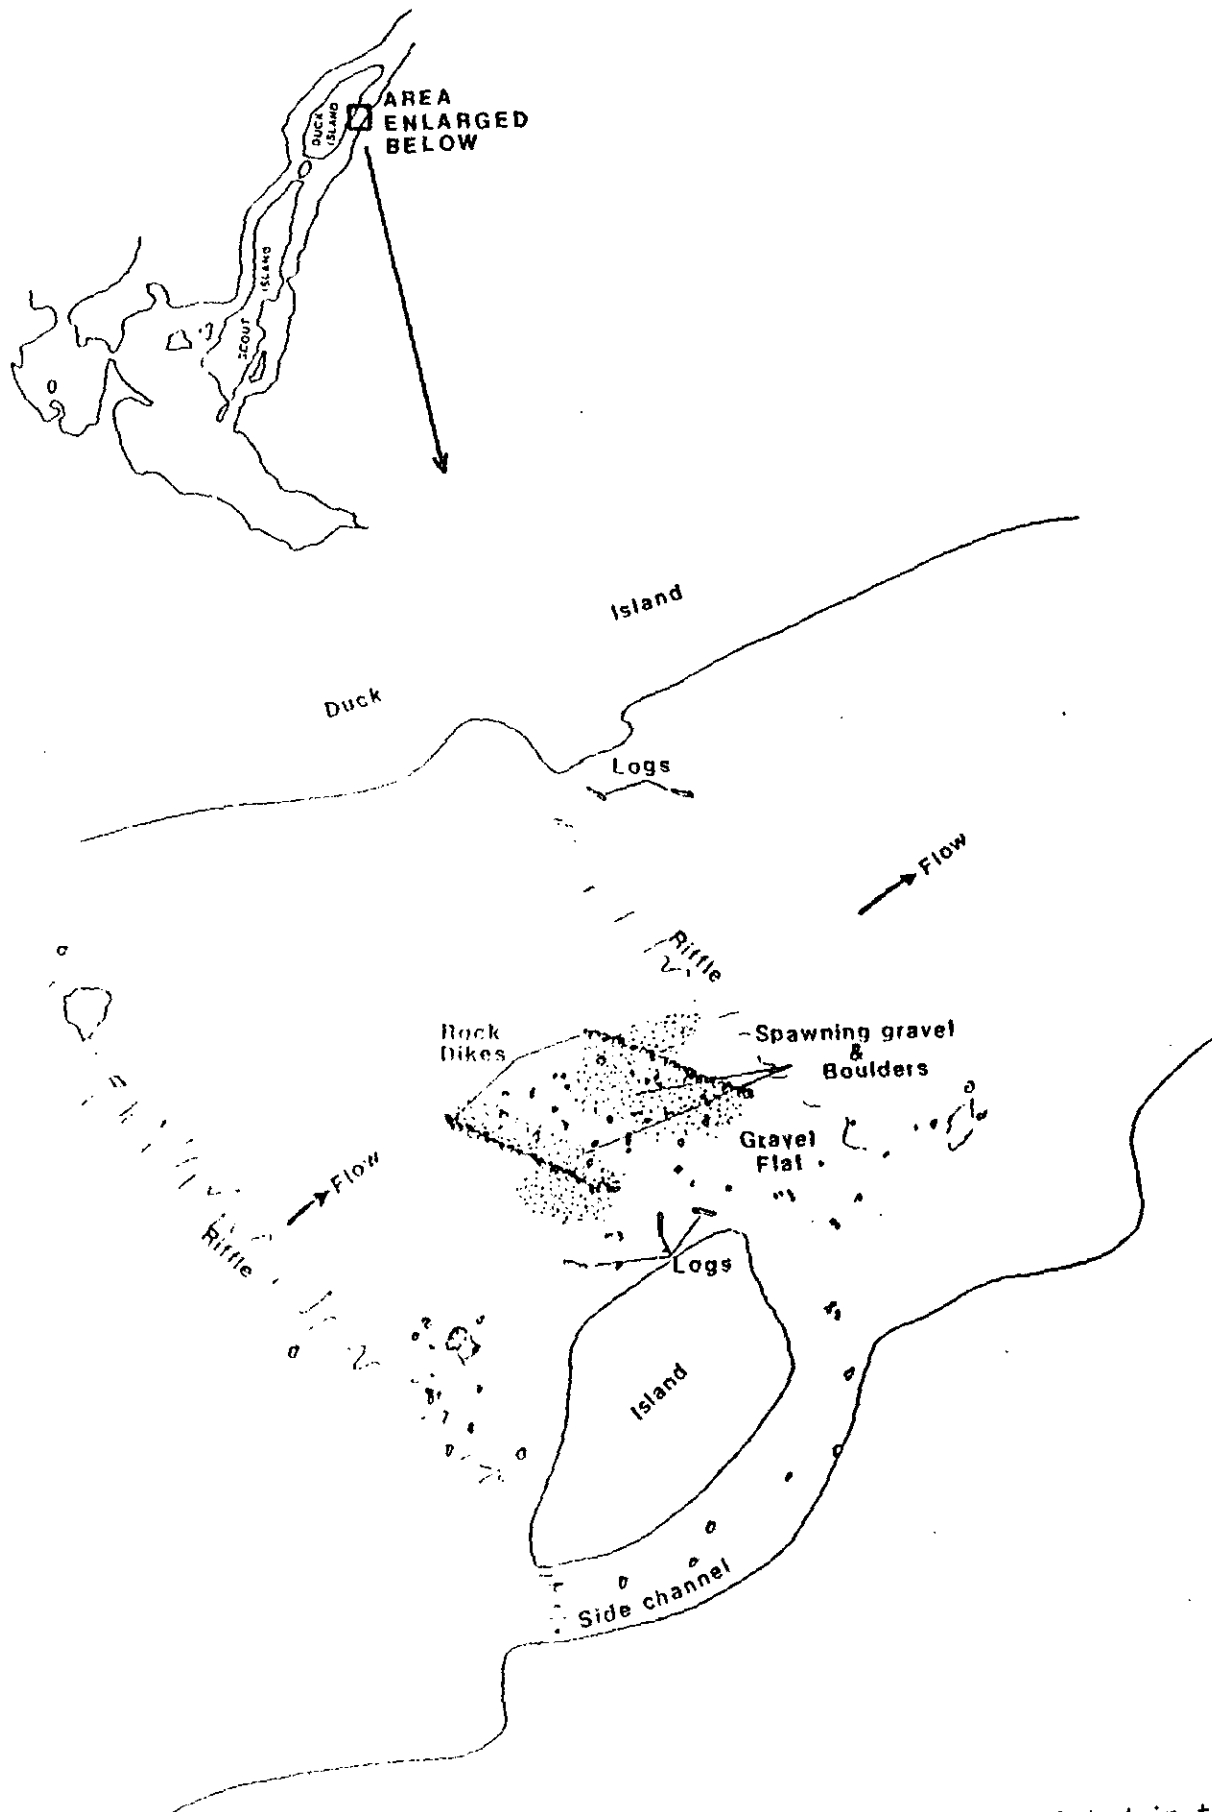 DUCK
ISLAND
AREA
ENLARGED
BELOW
SCOUT ISLAND
Duck Island
Logs
Flow
Riffle
Rock
Dikes
Spawning gravel
&
Boulders
Gravel
Flat
Flow
Riffle
Logs
Island
Side channel